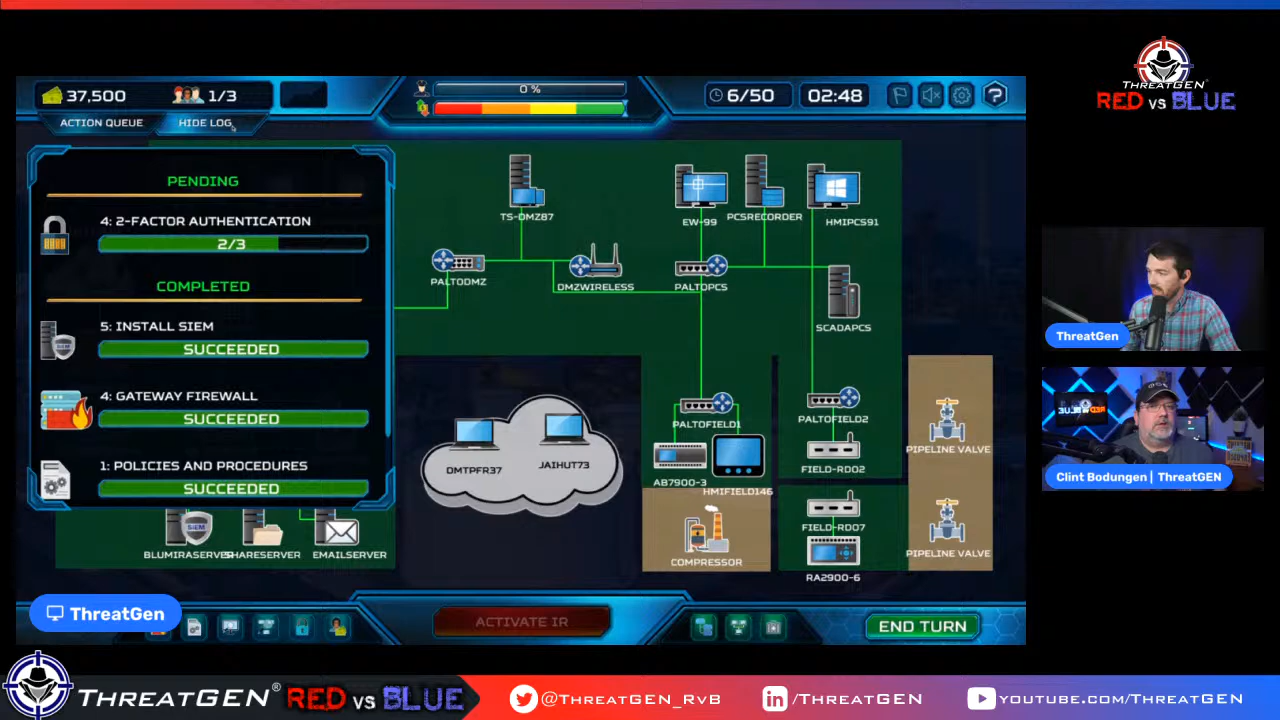 THREATGEN®
RED VS BLUE
37,500
1/3
0 %
6/50
02:48
?
ACTION QUEUE
HIDE LOG
PENDING
4: 2-FACTOR AUTHENTICATION
2/3
COMPLETED
5: INSTALL SIEM
SUCCEEDED
4: GATEWAY FIREWALL
SUCCEEDED
1: POLICIES AND PROCEDURES
SUCCEEDED
TS-DMZ87
EW-99
PCSRECORDER
HMIPCS91
PALTODMZ
DMZWIRELESS
PALTOPCS
SCADAPCS
PALTOFIELD1
PALTOFIELD2
PIPELINE VALVE
DMTPFR37
JAIHUT73
AB7900-3
HMIFIELD146
FIELD-RD02
FIELD-RD07
COMPRESSOR
PIPELINE VALVE
RA2900-6
SIEM
SHARESERVER
EMAILSERVER
ThreatGen
Clint Bodungen | ThreatGEN
ThreatGen
ACTIVATE IR
END TURN
THREATGEN® RED VS BLUE
@THREATGEN_RVB
in /THREATGEN
YOUTUBE.COM/THREATGEN